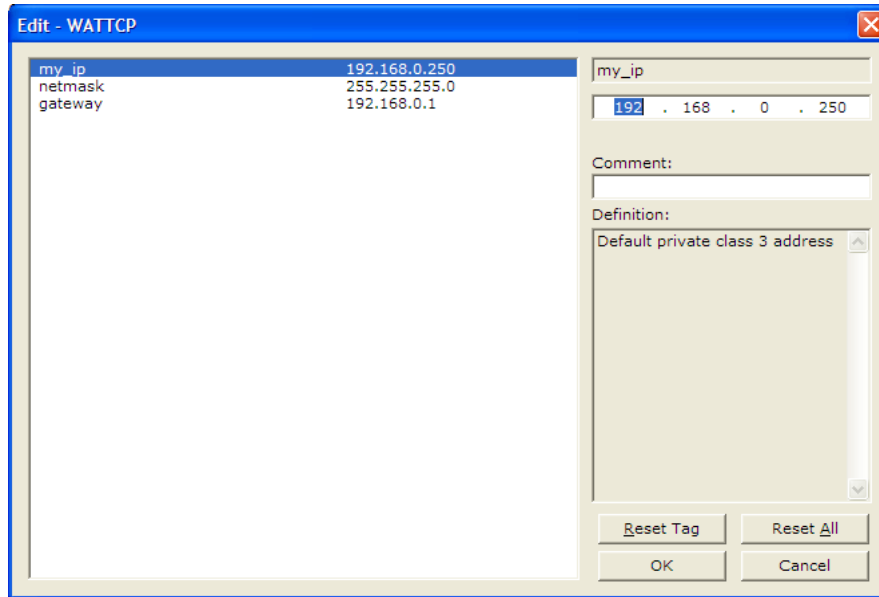 Edit - WATTCP
my_ip 192.168.0.250
netmask 255.255.255.0
gateway 192.168.0.1
my_ip
192 . 168 . 0 . 250
Comment:
Definition:
Default private class 3 address
Reset Tag Reset All
OK Cancel